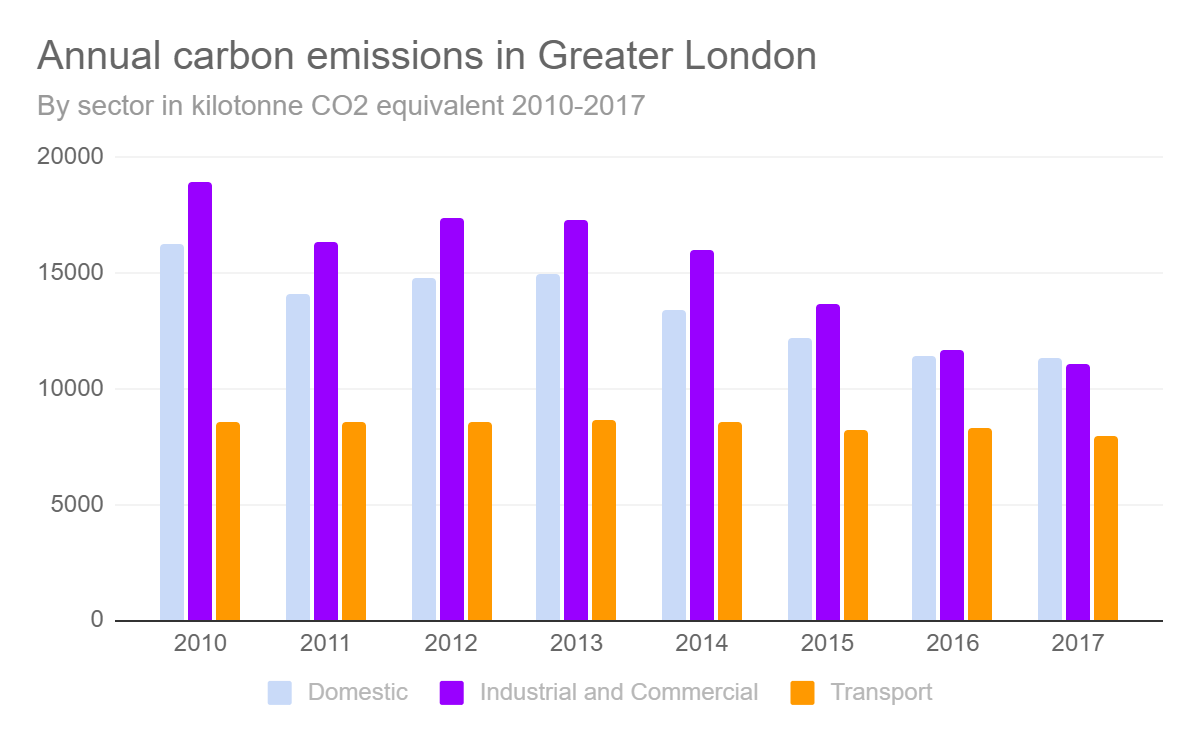 Annual carbon emissions in Greater London
By sector in kilotonne CO2 equivalent 2010-2017
20000
15000
10000
5000
0
2010 2011 2012 2013 2014 2015 2016 2017
Domestic Industrial and Commercial Transport